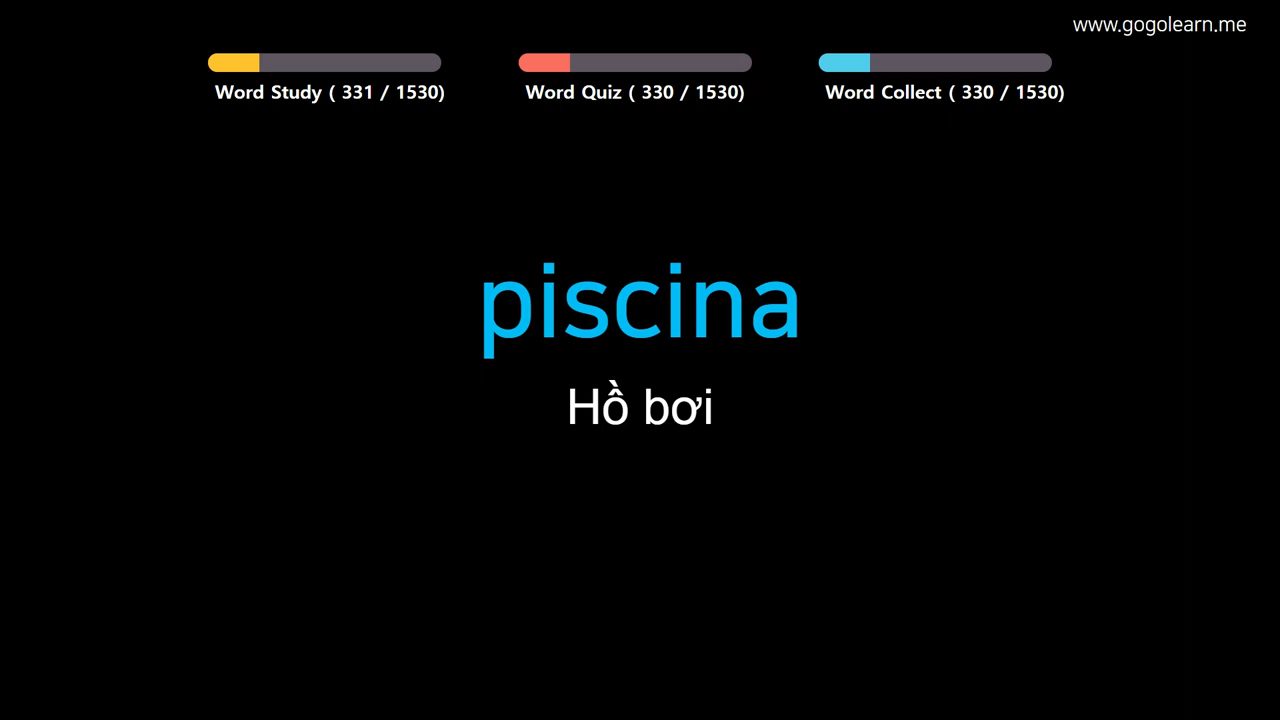 www.gogolearn.me
Word Study ( 331 / 1530)
Word Quiz ( 330 / 1530)
Word Collect ( 330 / 1530)
piscina
Hồ bơi